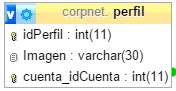 v corpnet. perfil
idPerfil : int(11)
Imagen : varchar(30)
cuenta_idCuenta : int(11)